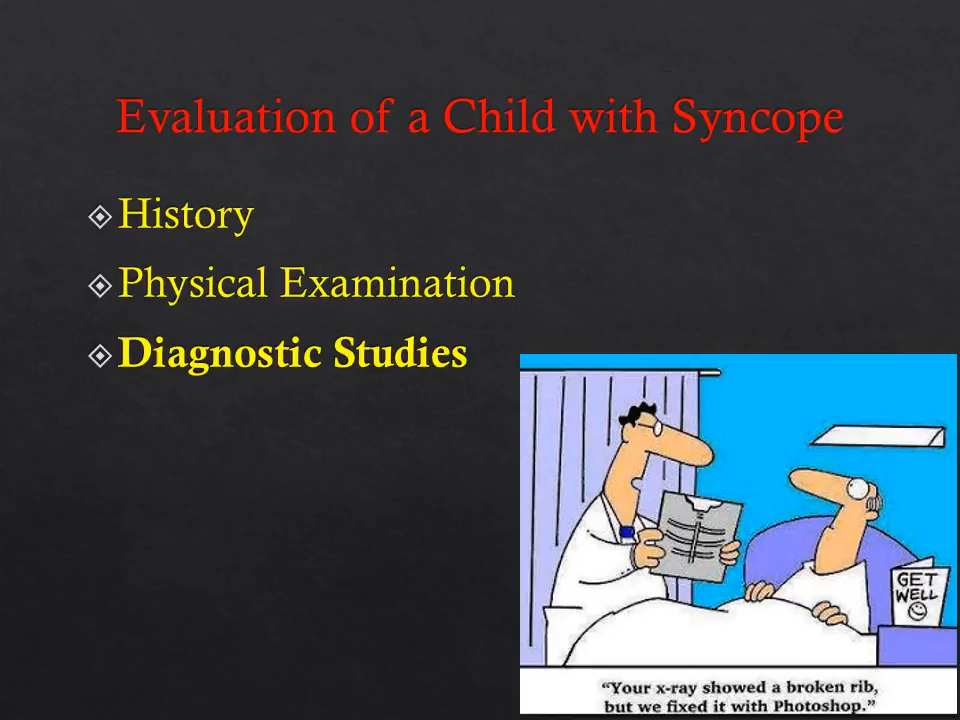 Evaluation of a Child with Syncope
History
Physical Examination
Diagnostic Studies
GET
WELL
“Your x-ray showed a broken rib,
but we fixed it with Photoshop.”